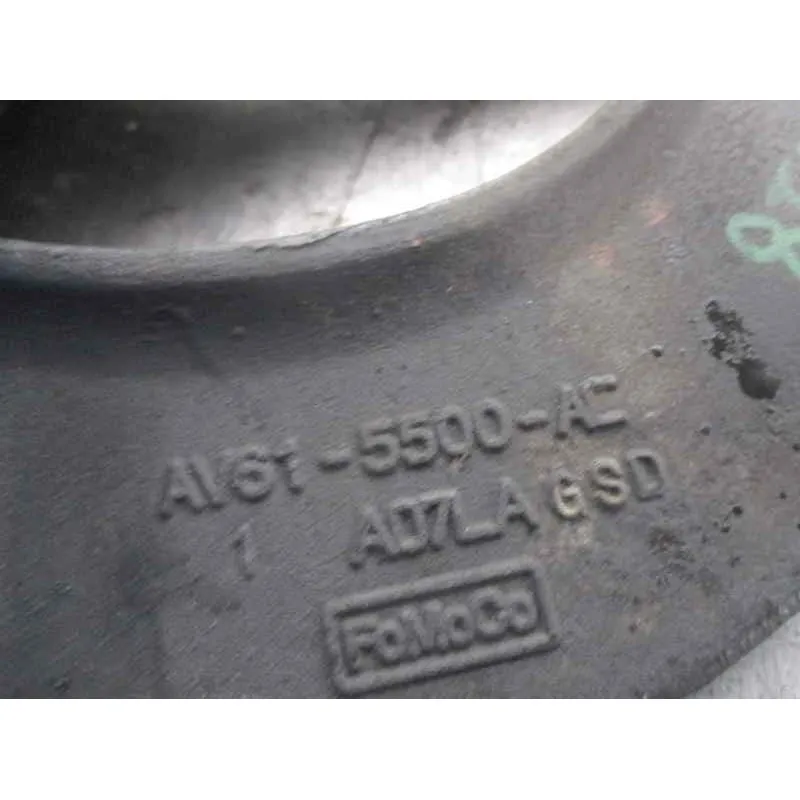 AV61-5500-AC
1 AD7LA GSD
FoMoCo